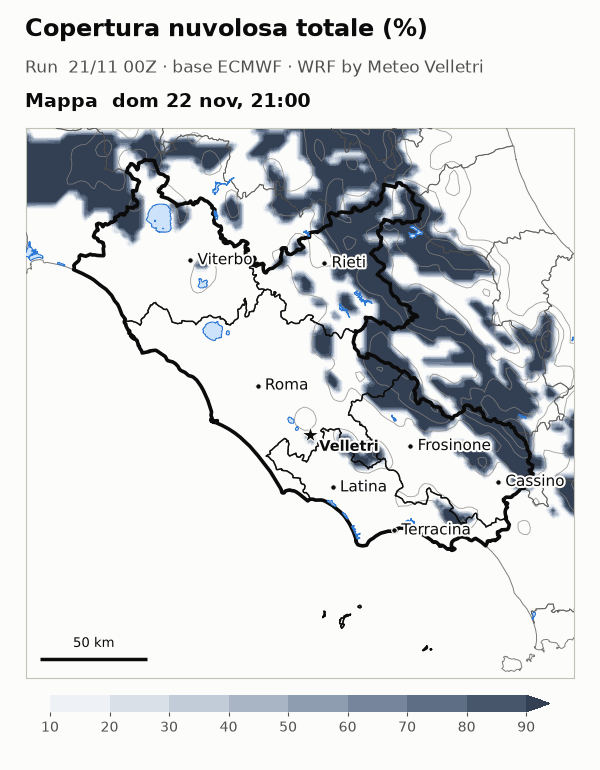 Copertura nuvolosa totale (%)
Run 21/11 00Z · base ECMWF · WRF by Meteo Velletri
Mappa dom 22 nov, 21:00
Viterbo
Rieti
Roma
Velletri
Frosinone
Latina
Cassino
Terracina
50 km
10 20 30 40 50 60 70 80 90